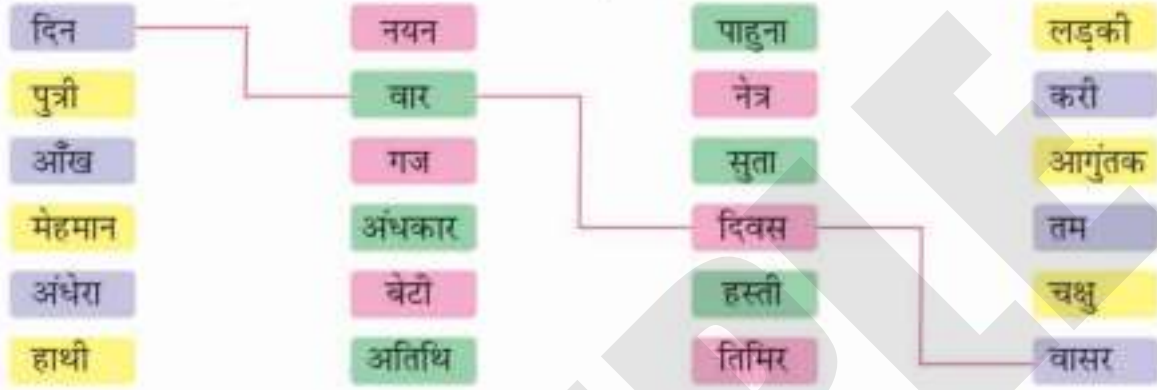 दिन नयन पाहुना लड़की
पुत्री वार नेत्र करी
आँख गज सुता आगुंतक
मेहमान अंधकार दिवस तम
अंधेरा बेटी हस्ती चक्षु
हाथी अतिथि तिमिर वासर